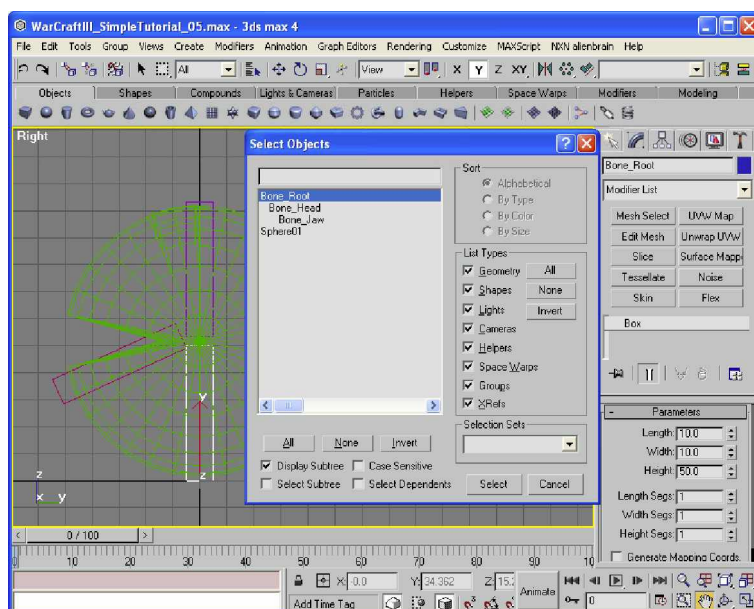 WarCraftIII_SimpleTutorial_05.max - 3ds max 4
File Edit Tools Group Views Create Modifiers Animation Graph Editors Rendering Customize MAXScript NXN alienbrain Help
All View X Y Z XY
Objects Shapes Compounds Lights & Cameras Particles Helpers Space Warps Modifiers Modeling
Right
Select Objects
Bone_Root
Bone_Head
Bone_Jaw
Sphere01
Sort
Alphabetical
By Type
By Color
By Size
List Types
Geometry All
Shapes None
Lights Invert
Cameras
Helpers
Space Warps
Groups
XRefs
Selection Sets
All None Invert
Display Subtree Case Sensitive
Select Subtree Select Dependents
Select Cancel
Bone_Root
Modifier List
Mesh Select UVW Map
Edit Mesh Unwrap UVW
Slice Surface Mapp
Tessellate Noise
Skin Flex
Box
- Parameters
Length: 10.0
Width: 10.0
Height: 50.0
Length Segs: 1
Width Segs: 1
Height Segs: 1
Generate Mapping Coords.
y
z
z
x y
< 0 / 100 >
10 20 30 40 50 60 70 80 90
X: -0.0 Y: 34.362 Z: 15.
Animate
Add Time Tag
0